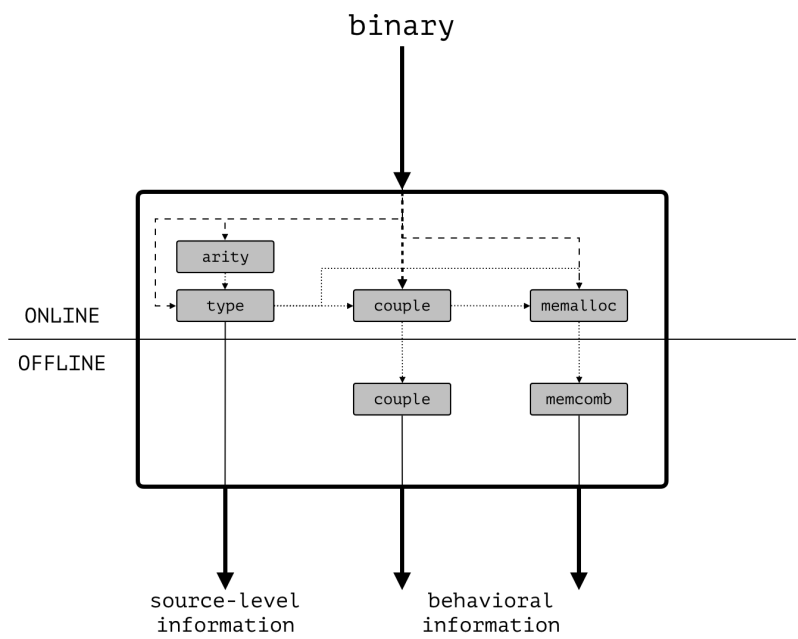 binary
arity
type
couple
memalloc
ONLINE
OFFLINE
couple
memcomb
source-level
information
behavioral
information